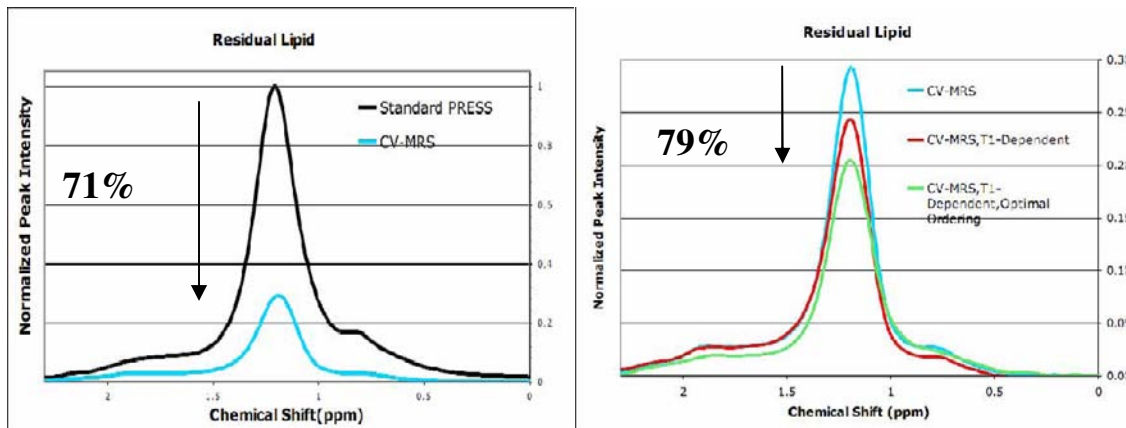 Residual Lipid
Normalized Peak Intensity
71%
Standard PRESS
CV-MRS
1
0.8
0.6
0.4
0.2
0
2
1.5
1
0.5
0
Chemical Shift(ppm)
Residual Lipid
Normalized Peak Intensity
79%
CV-MRS
CV-MRS,T1-Dependent
CV-MRS,T1-
Dependent,Optimal
Ordering
2
1.5
1
0.5
0
Chemical Shift (ppm)